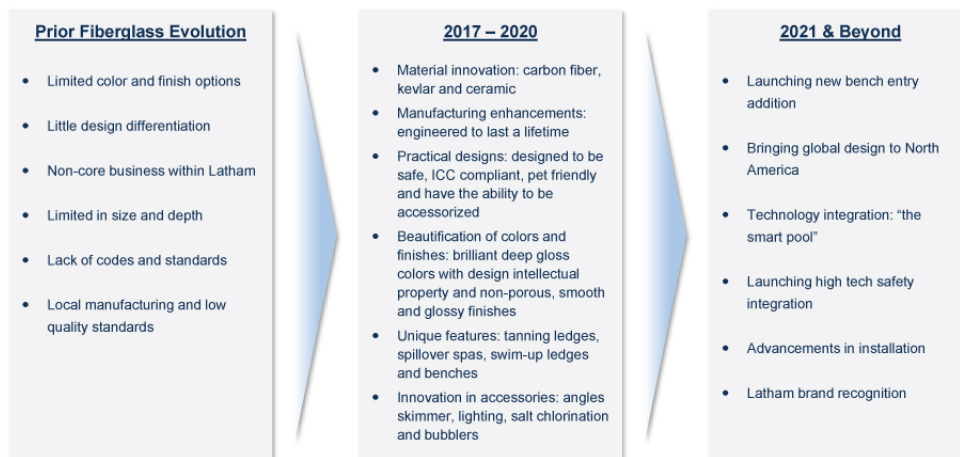 Prior Fiberglass Evolution
• Limited color and finish options
• Little design differentiation
• Non-core business within Latham
• Limited in size and depth
• Lack of codes and standards
• Local manufacturing and low
quality standards
2017 – 2020
• Material innovation: carbon fiber,
kevlar and ceramic
• Manufacturing enhancements:
engineered to last a lifetime
• Practical designs: designed to be
safe, ICC compliant, pet friendly
and have the ability to be
accessorized
• Beautification of colors and
finishes: brilliant deep gloss
colors with design intellectual
property and non-porous, smooth
and glossy finishes
• Unique features: tanning ledges,
spillover spas, swim-up ledges
and benches
• Innovation in accessories: angles
skimmer, lighting, salt chlorination
and bubblers
2021 & Beyond
• Launching new bench entry
addition
• Bringing global design to North
America
• Technology integration: “the
smart pool”
• Launching high tech safety
integration
• Advancements in installation
• Latham brand recognition